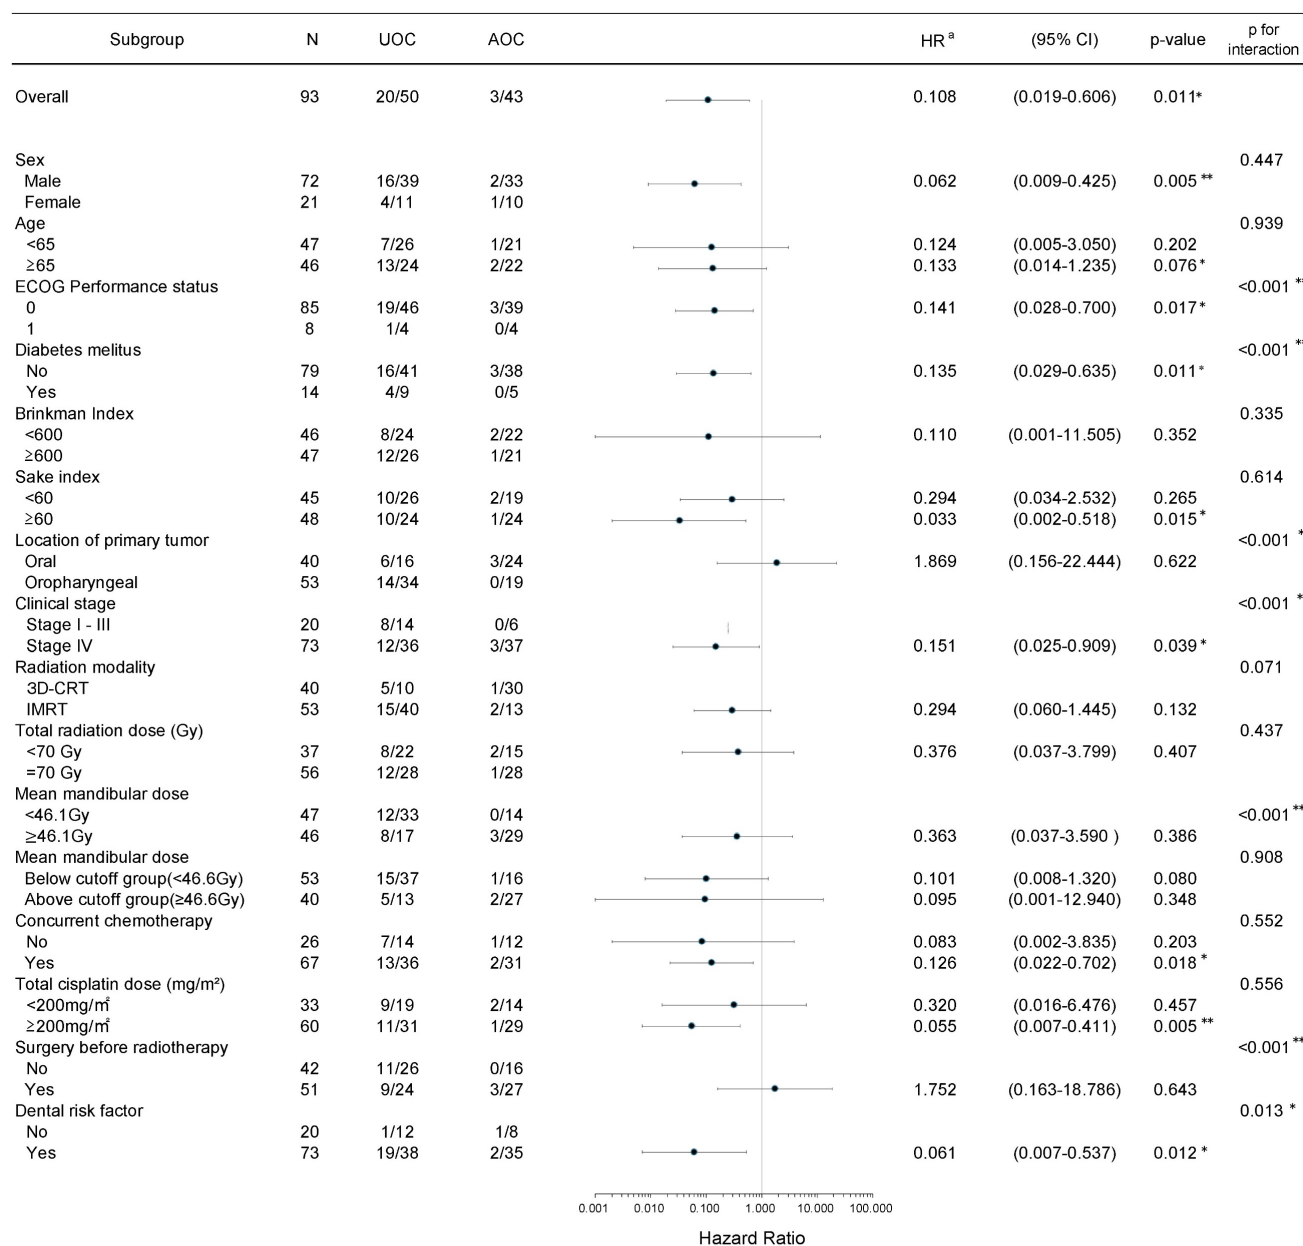 Subgroup N UOC AOC HR a (95% CI) p-value p for interaction
Overall 93 20/50 3/43 0.108 (0.019-0.606) 0.011*
Sex 0.447
Male 72 16/39 2/33 0.062 (0.009-0.425) 0.005 **
Female 21 4/11 1/10
Age 0.939
<65 47 7/26 1/21 0.124 (0.005-3.050) 0.202
≥65 46 13/24 2/22 0.133 (0.014-1.235) 0.076 *
ECOG Performance status <0.001 **
0 85 19/46 3/39 0.141 (0.028-0.700) 0.017 *
1 8 1/4 0/4
Diabetes melitus <0.001 **
No 79 16/41 3/38 0.135 (0.029-0.635) 0.011 *
Yes 14 4/9 0/5
Brinkman Index 0.335
<600 46 8/24 2/22 0.110 (0.001-11.505) 0.352
≥600 47 12/26 1/21
Sake index 0.614
<60 45 10/26 2/19 0.294 (0.034-2.532) 0.265
≥60 48 10/24 1/24 0.033 (0.002-0.518) 0.015 *
Location of primary tumor <0.001 *
Oral 40 6/16 3/24 1.869 (0.156-22.444) 0.622
Oropharyngeal 53 14/34 0/19
Clinical stage <0.001 *
Stage I - III 20 8/14 0/6
Stage IV 73 12/36 3/37 0.151 (0.025-0.909) 0.039 *
Radiation modality 0.071
3D-CRT 40 5/10 1/30
IMRT 53 15/40 2/13 0.294 (0.060-1.445) 0.132
Total radiation dose (Gy) 0.437
<70 Gy 37 8/22 2/15 0.376 (0.037-3.799) 0.407
=70 Gy 56 12/28 1/28
Mean mandibular dose
<46.1Gy 47 12/33 0/14 <0.001 **
≥46.1Gy 46 8/17 3/29 0.363 (0.037-3.590 ) 0.386
Mean mandibular dose 0.908
Below cutoff group(<46.6Gy) 53 15/37 1/16 0.101 (0.008-1.320) 0.080
Above cutoff group(≥46.6Gy) 40 5/13 2/27 0.095 (0.001-12.940) 0.348
Concurrent chemotherapy 0.552
No 26 7/14 1/12 0.083 (0.002-3.835) 0.203
Yes 67 13/36 2/31 0.126 (0.022-0.702) 0.018 *
Total cisplatin dose (mg/m²) 0.556
<200mg/㎡ 33 9/19 2/14 0.320 (0.016-6.476) 0.457
≥200mg/㎡ 60 11/31 1/29 0.055 (0.007-0.411) 0.005 **
Surgery before radiotherapy <0.001 **
No 42 11/26 0/16
Yes 51 9/24 3/27 1.752 (0.163-18.786) 0.643
Dental risk factor 0.013 *
No 20 1/12 1/8
Yes 73 19/38 2/35 0.061 (0.007-0.537) 0.012 *
0.001 0.010 0.100 1.000 10.000 100.000
Hazard Ratio